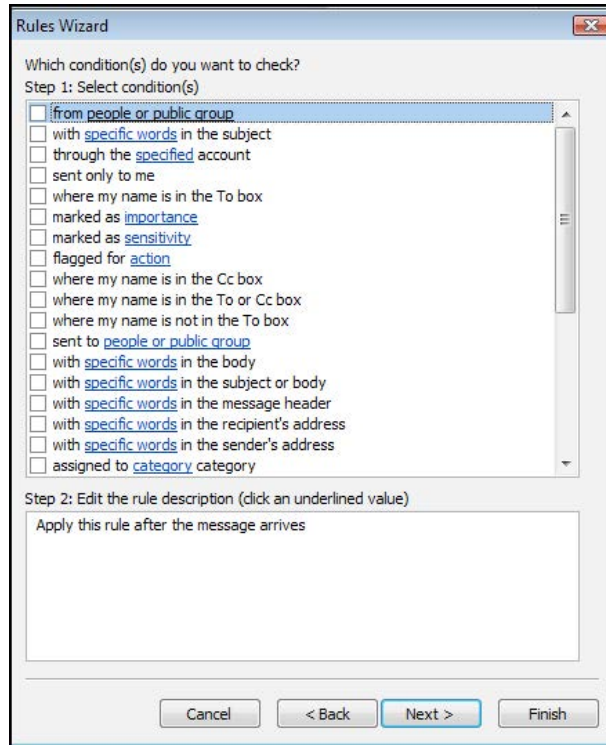 Rules Wizard
Which condition(s) do you want to check?
Step 1: Select condition(s)
from people or public group
with specific words in the subject
through the specified account
sent only to me
where my name is in the To box
marked as importance
marked as sensitivity
flagged for action
where my name is in the Cc box
where my name is in the To or Cc box
where my name is not in the To box
sent to people or public group
with specific words in the body
with specific words in the subject or body
with specific words in the message header
with specific words in the recipient's address
with specific words in the sender's address
assigned to category category
Step 2: Edit the rule description (click an underlined value)
Apply this rule after the message arrives
Cancel < Back Next > Finish